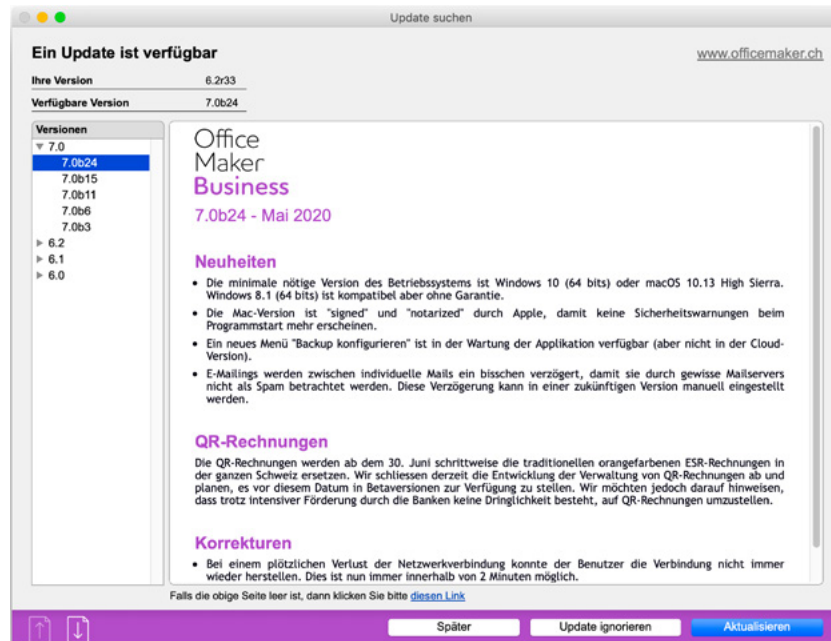 Update suchen
Ein Update ist verfügbar
www.officemaker.ch
Ihre Version 6.2r33
Verfügbare Version 7.0b24
Versionen
7.0
7.0b24
7.0b15
7.0b11
7.0b6
7.0b3
6.2
6.1
6.0
Office
Maker
Business
7.0b24 - Mai 2020
Neuheiten
• Die minimale nötige Version des Betriebssystems ist Windows 10 (64 bits) oder macOS 10.13 High Sierra.
Windows 8.1 (64 bits) ist kompatibel aber ohne Garantie.
• Die Mac-Version ist "signed" und "notarized" durch Apple, damit keine Sicherheitswarnungen beim
Programmstart mehr erscheinen.
• Ein neues Menü "Backup konfigurieren" ist in der Wartung der Applikation verfügbar (aber nicht in der Cloud-
Version).
• E-Mailings werden zwischen individuelle Mails ein bisschen verzögert, damit sie durch gewisse Mailservers
nicht als Spam betrachtet werden. Diese Verzögerung kann in einer zukünftigen Version manuell eingestellt
werden.
QR-Rechnungen
Die QR-Rechnungen werden ab dem 30. Juni schrittweise die traditionellen orangefarbenen ESR-Rechnungen in
der ganzen Schweiz ersetzen. Wir schliessen derzeit die Entwicklung der Verwaltung von QR-Rechnungen ab und
planen, es vor diesem Datum in Betaversionen zur Verfügung zu stellen. Wir möchten jedoch darauf hinweisen,
dass trotz intensiver Förderung durch die Banken keine Dringlichkeit besteht, auf QR-Rechnungen umzustellen.
Korrekturen
• Bei einem plötzlichen Verlust der Netzwerkverbindung konnte der Benutzer die Verbindung nicht immer
wieder herstellen. Dies ist nun immer innerhalb von 2 Minuten möglich.
Falls die obige Seite leer ist, dann klicken Sie bitte diesen Link
Später
Update ignorieren
Aktualisieren